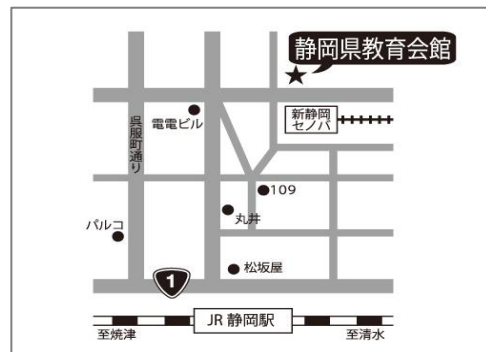 静岡県教育会館
新静岡
セノバ
電電ビル
呉服町通り
109
丸井
パルコ
松坂屋
1
JR 静岡駅
至焼津
至清水